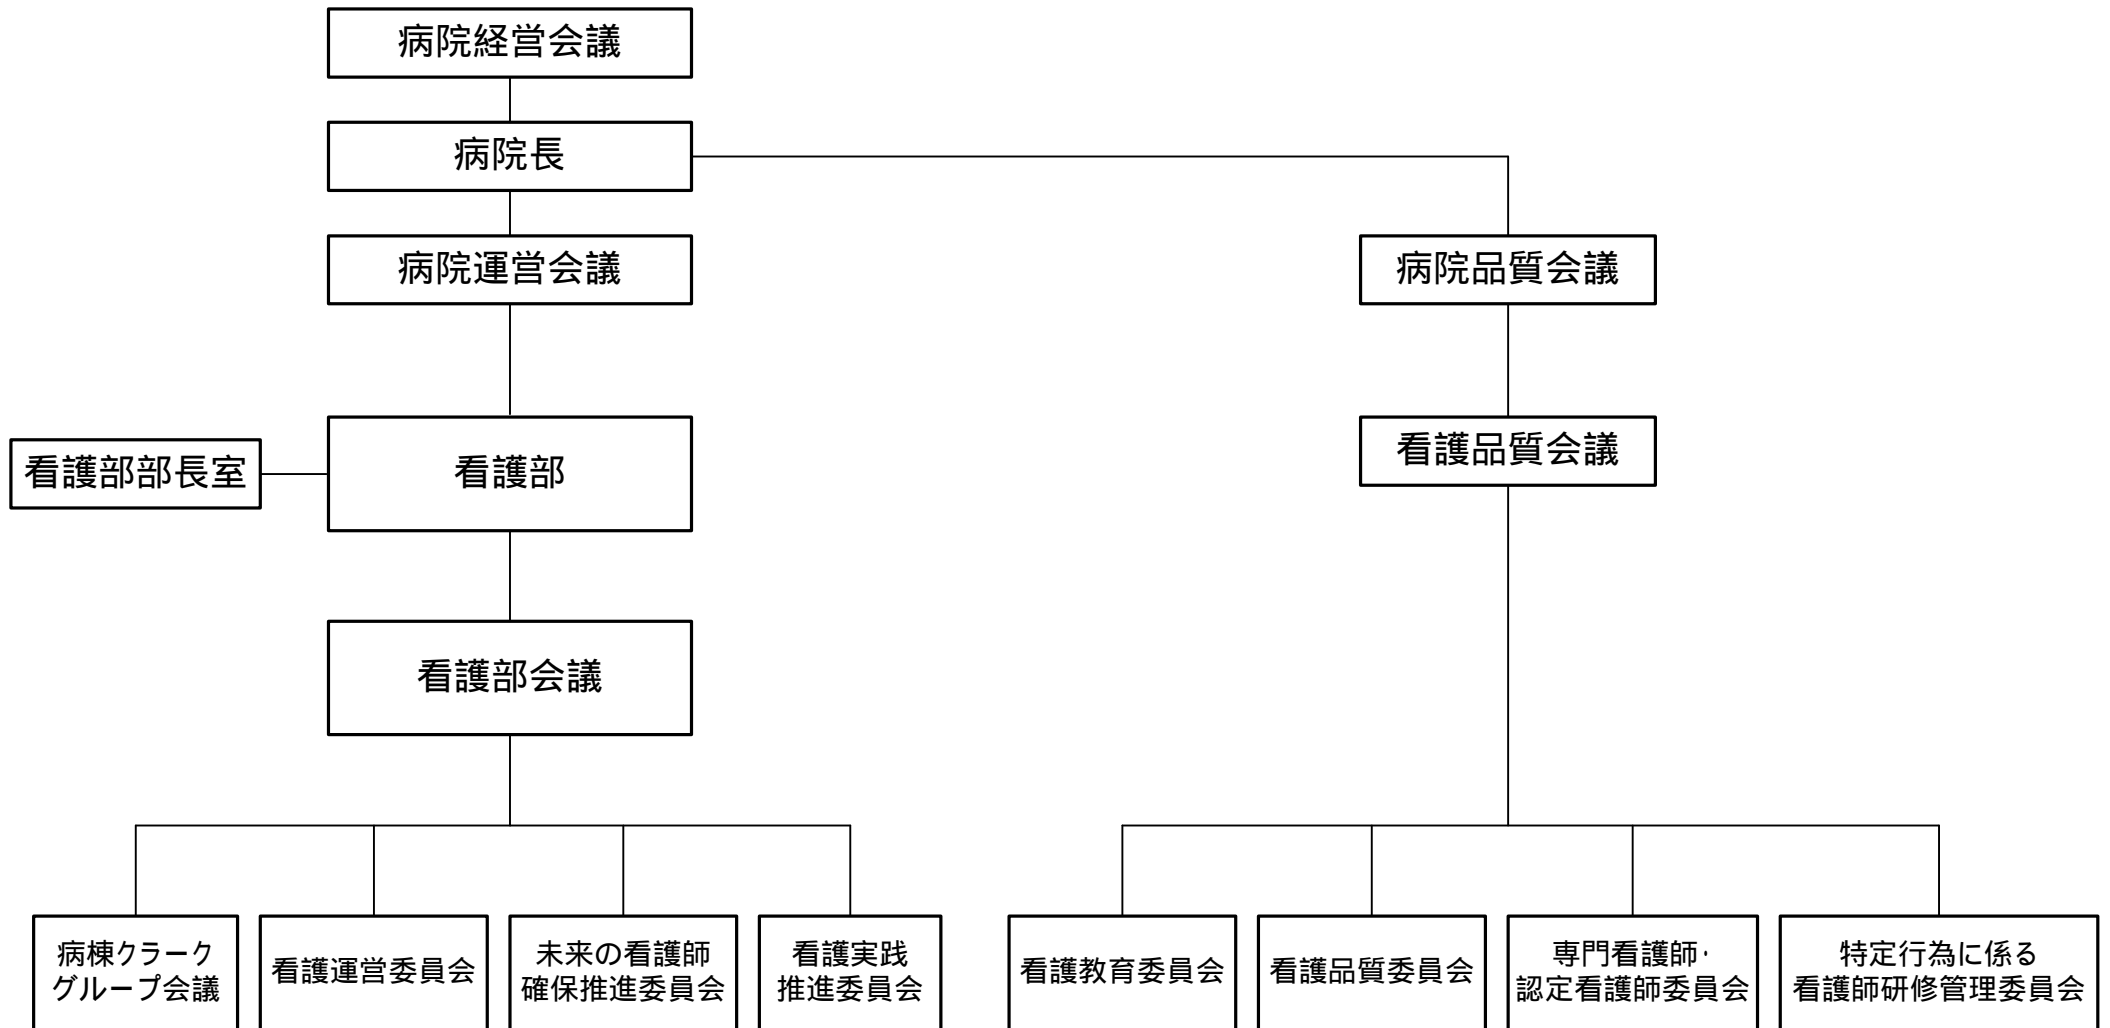 病院経営会議
病院長
病院運営会議
病院品質会議
看護品質会議
看護部部長室
看護部
看護部会議
病棟クラーク
グループ会議
看護運営委員会
未来の看護師
確保推進委員会
看護実践
推進委員会
看護教育委員会
看護品質委員会
専門看護師・
認定看護師委員会
特定行為に係る
看護師研修管理委員会